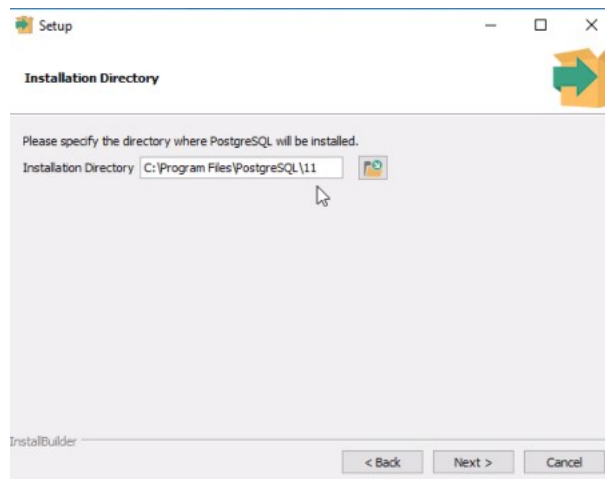 Setup
Installation Directory
Please specify the directory where PostgreSQL will be installed.
Installation Directory C:\Program Files\PostgreSQL\11
InstallBuilder
< Back Next > Cancel